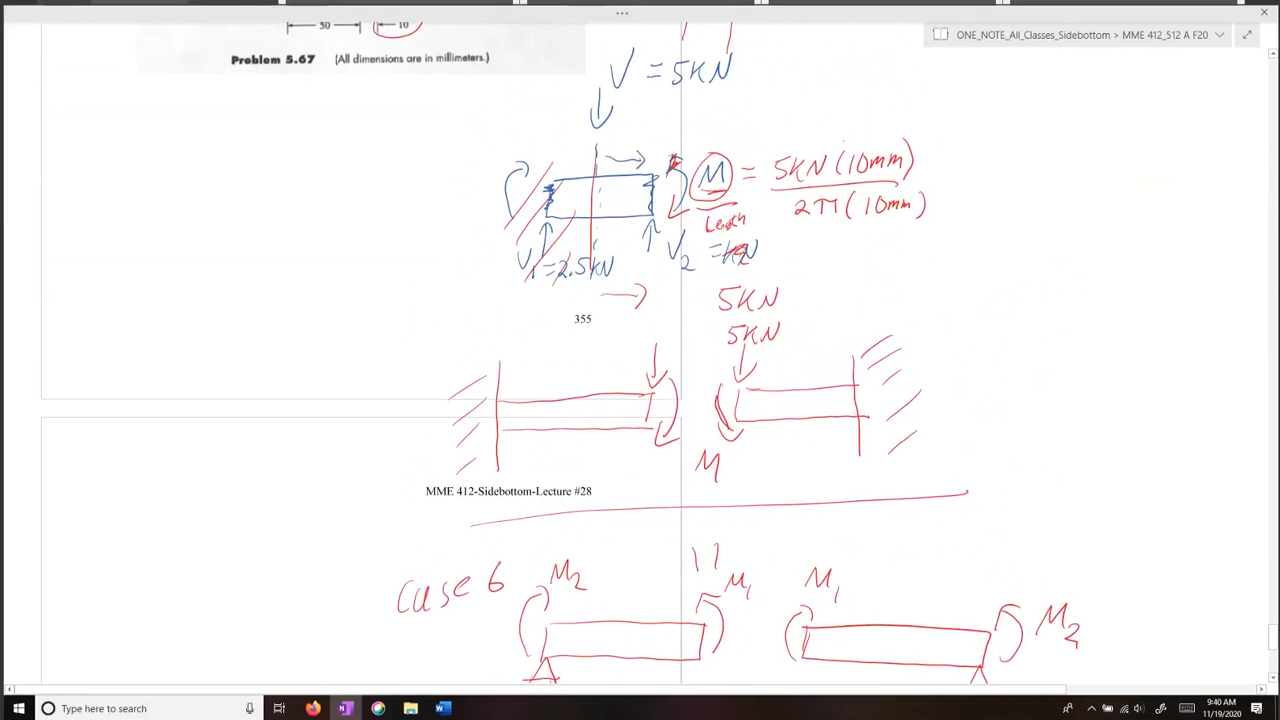 ONE_NOTE_All_Classes_Sidebottom > MME 412_512 A F20
50
10
Problem 5.67 (All dimensions are in millimeters.)
V = 5KN
M = 5KN (10mm)
Length
2π (10mm)
V1 = 2.5KN
V2 =
5KN
355
5KN
M
MME 412-Sidebottom-Lecture #28
Case 6
M2
M1
M1
M2
Type here to search
9:40 AM
11/19/2020